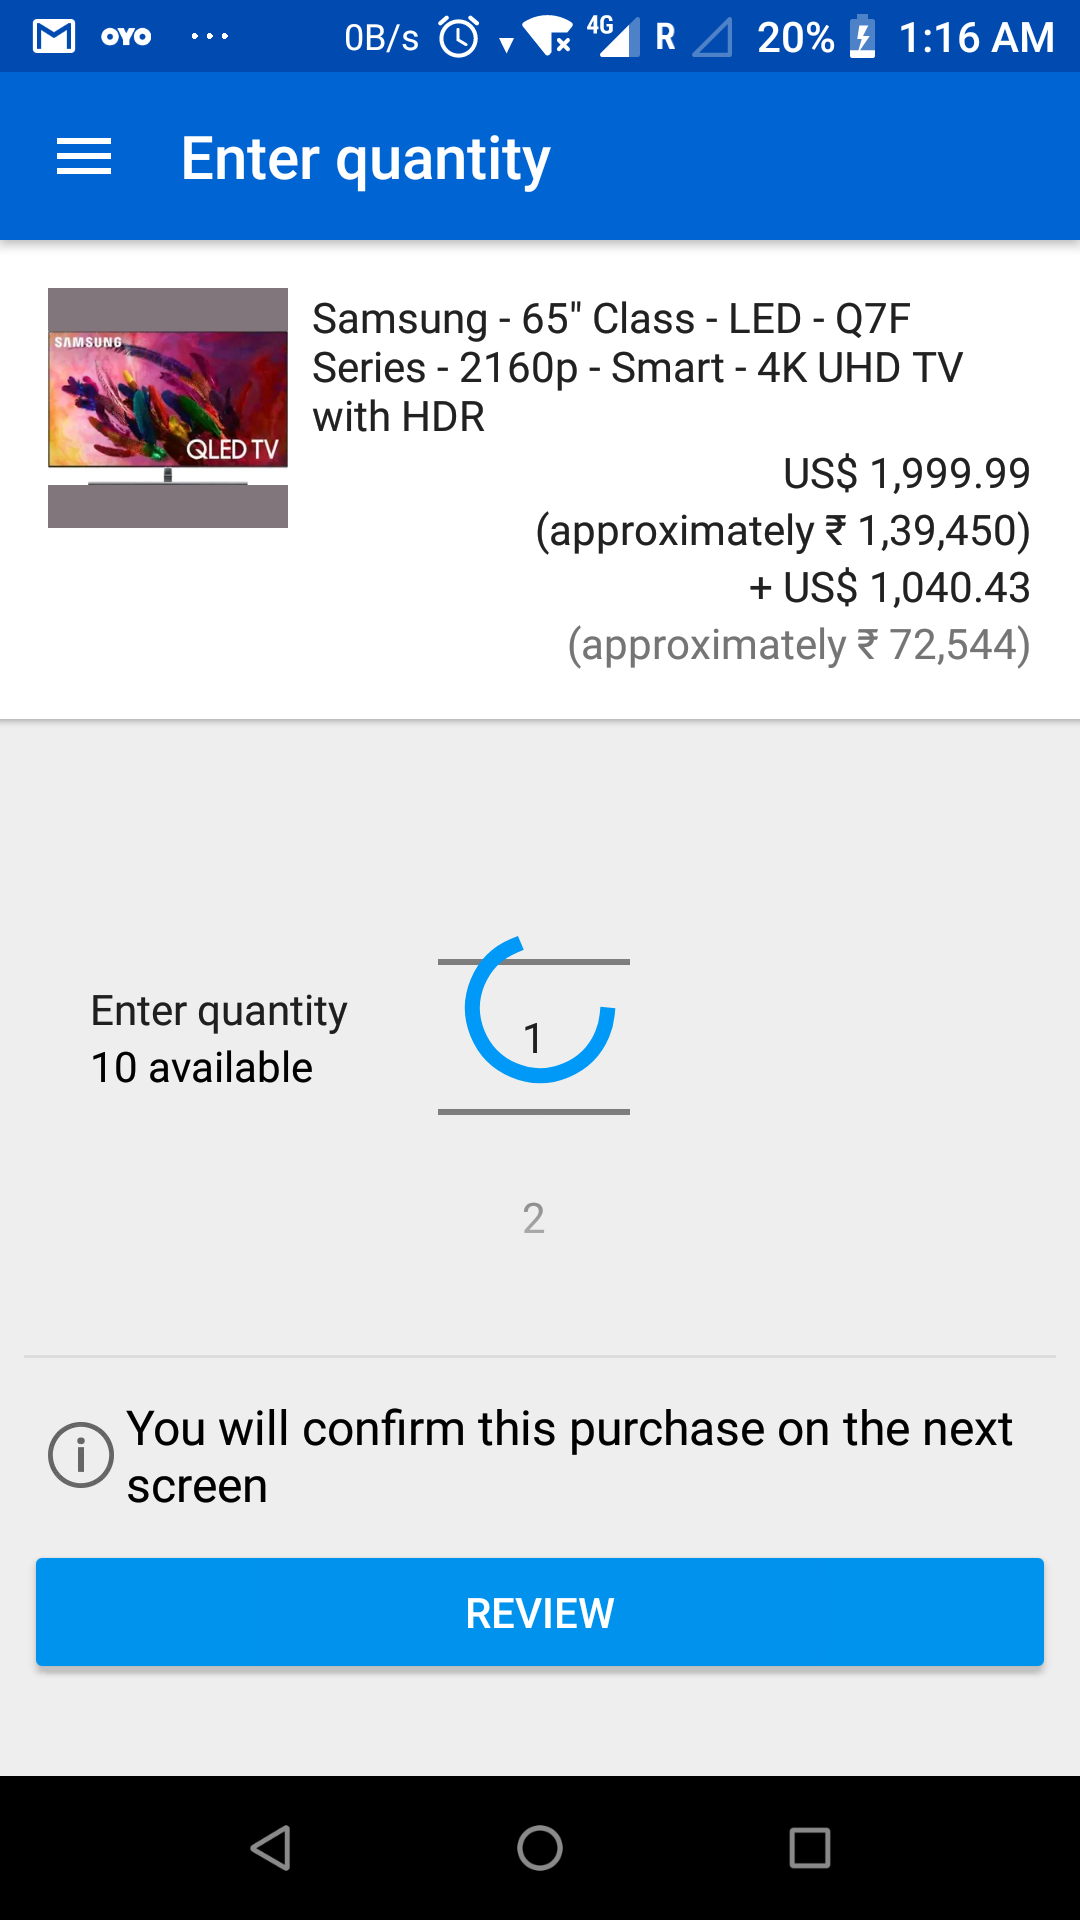 OYO ... 0B/s 4G R 20% 1:16 AM
Enter quantity
SAMSUNG
QLED TV
Samsung - 65" Class - LED - Q7F
Series - 2160p - Smart - 4K UHD TV
with HDR
US$ 1,999.99
(approximately ₹ 1,39,450)
+ US$ 1,040.43
(approximately ₹ 72,544)
Enter quantity
10 available
1
2
You will confirm this purchase on the next
screen
REVIEW